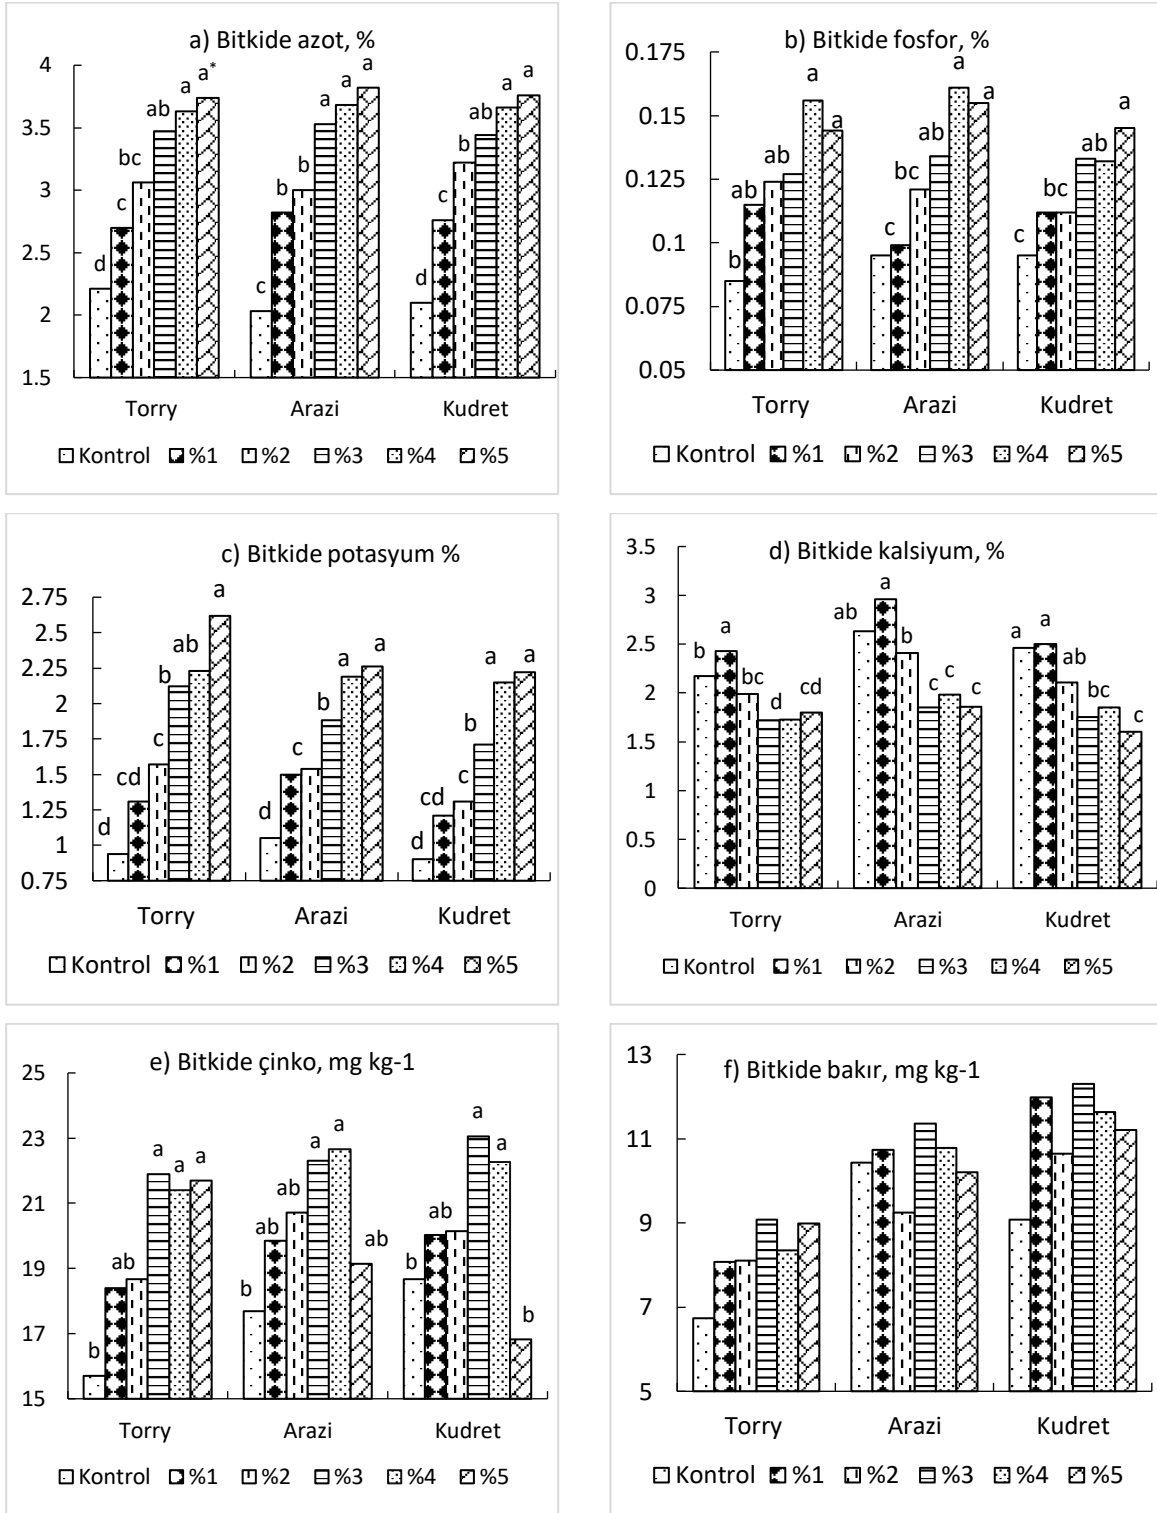 a) Bitkide azot, %
4
3.5
3
2.5
2
1.5
d c bc ab a a*
c b b a a a
d c b ab a a
Torry Arazi Kudret
Kontrol %1 %2 %3 %4 %5
b) Bitkide fosfor, %
0.175
0.15
0.125
0.1
0.075
0.05
b ab ab a a
c bc ab a a
c bc ab a
Torry Arazi Kudret
Kontrol %1 %2 %3 %4 %5
c) Bitkide potasyum %
2.75
2.5
2.25
2
1.75
1.5
1.25
1
0.75
d cd c b ab a
d c b a a
d cd c b a a
Torry Arazi Kudret
Kontrol %1 %2 %3 %4 %5
d) Bitkide kalsiyum, %
3.5
3
2.5
2
1.5
1
0.5
0
b a bc d cd
ab a b c c c
a a ab bc c
Torry Arazi Kudret
Kontrol %1 %2 %3 %4 %5
e) Bitkide çinko, mg kg-1
25
23
21
19
17
15
b ab a a a
b ab ab a a ab
b ab a a b
Torry Arazi Kudret
Kontrol %1 %2 %3 %4 %5
f) Bitkide bakır, mg kg-1
13
11
9
7
5
Torry Arazi Kudret
Kontrol %1 %2 %3 %4 %5